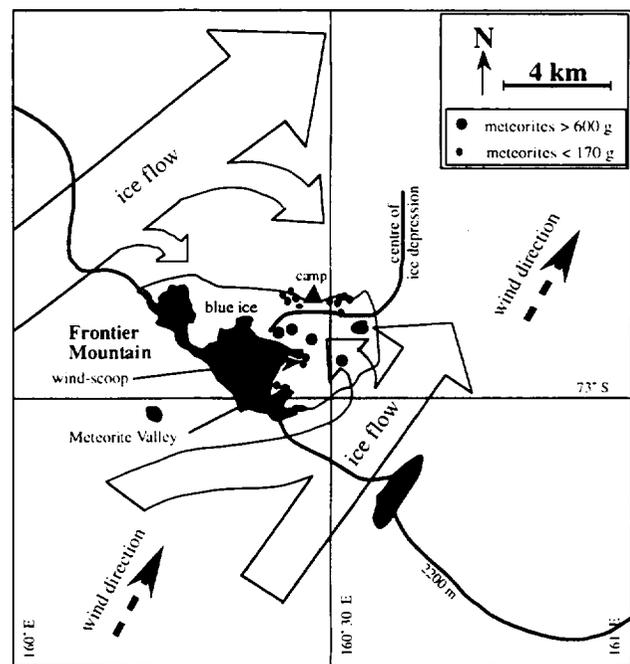 N
4 km
meteorites > 600 g
meteorites < 170 g
ice flow
centre of
ice depression
wind direction
camp
blue ice
Frontier
Mountain
wind-scoop
73° S
Meteorite Valley
ice flow
wind direction
2200 m
160° E
160° 30' E
161° E